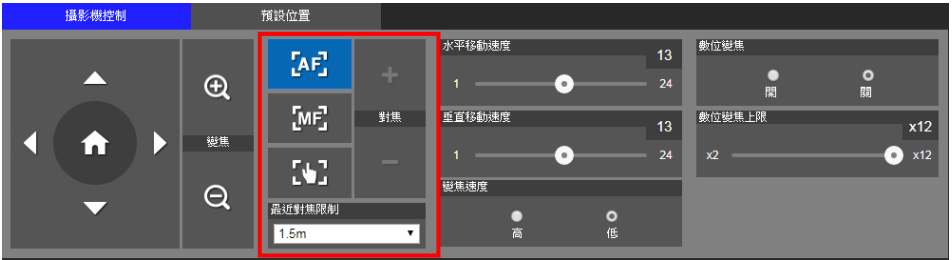 攝影機控制
預設位置
變焦
AF
MF
對焦
最近對焦限制
1.5m
水平移動速度
13
1
24
垂直移動速度
13
1
24
變焦速度
高
低
數位變焦
開
關
數位變焦上限
x12
x2
x12